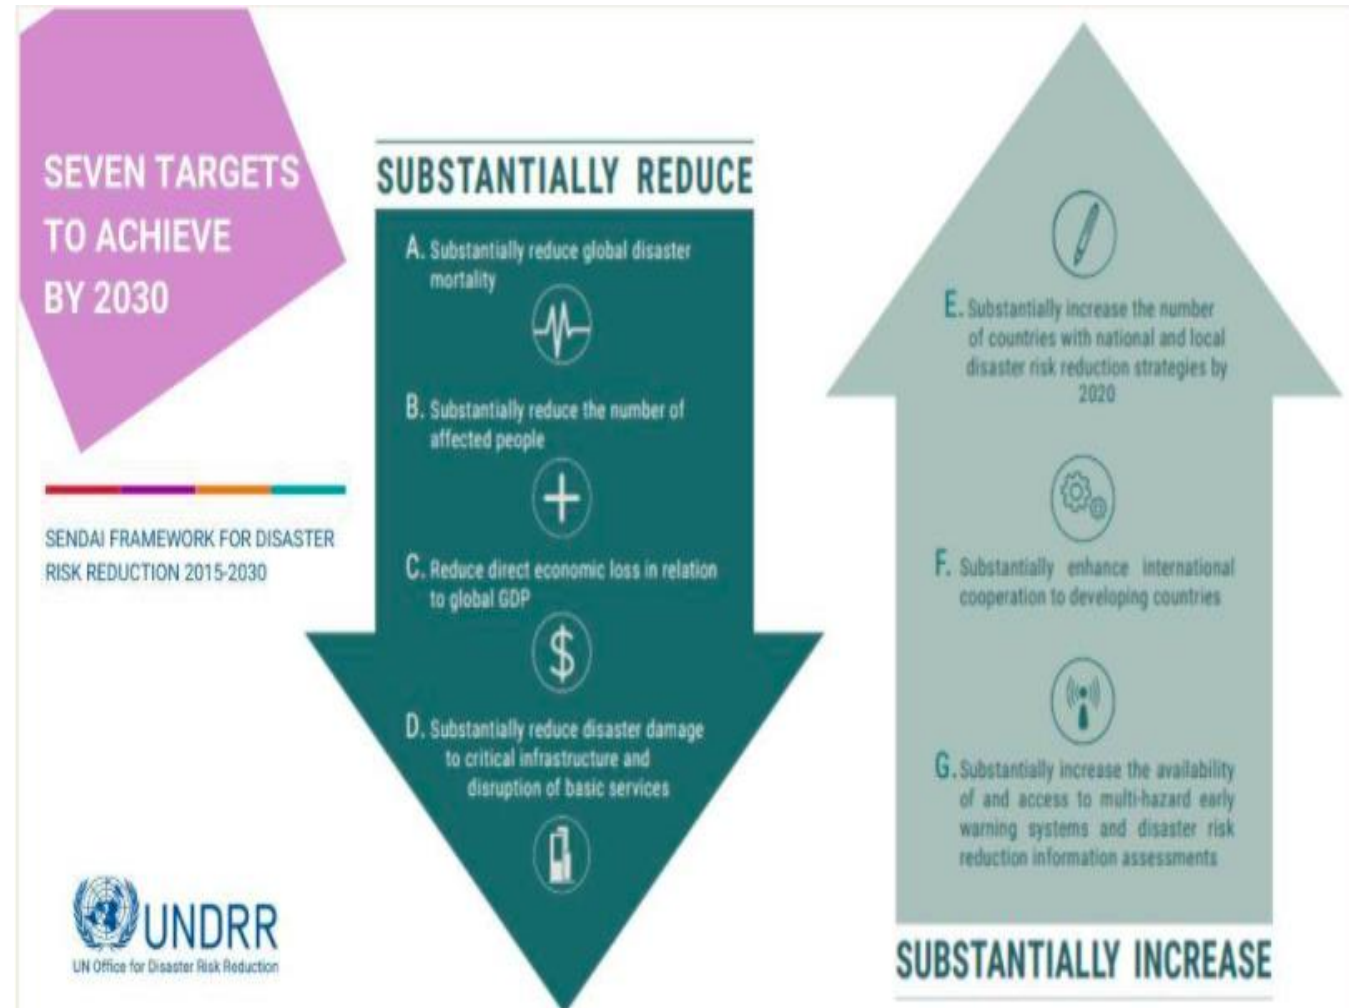 SEVEN TARGETS
TO ACHIEVE
BY 2030
SENDAI FRAMEWORK FOR DISASTER
RISK REDUCTION 2015-2030
UNDRR
UN Office for Disaster Risk Reduction
SUBSTANTIALLY REDUCE
A. Substantially reduce global disaster
mortality
B. Substantially reduce the number of
affected people
C. Reduce direct economic loss in relation
to global GDP
$
D. Substantially reduce disaster damage
to critical infrastructure and
disruption of basic services
E. Substantially increase the number
of countries with national and local
disaster risk reduction strategies by
2020
F. Substantially enhance international
cooperation to developing countries
G. Substantially increase the availability
of and access to multi-hazard early
warning systems and disaster risk
reduction information assessments
SUBSTANTIALLY INCREASE